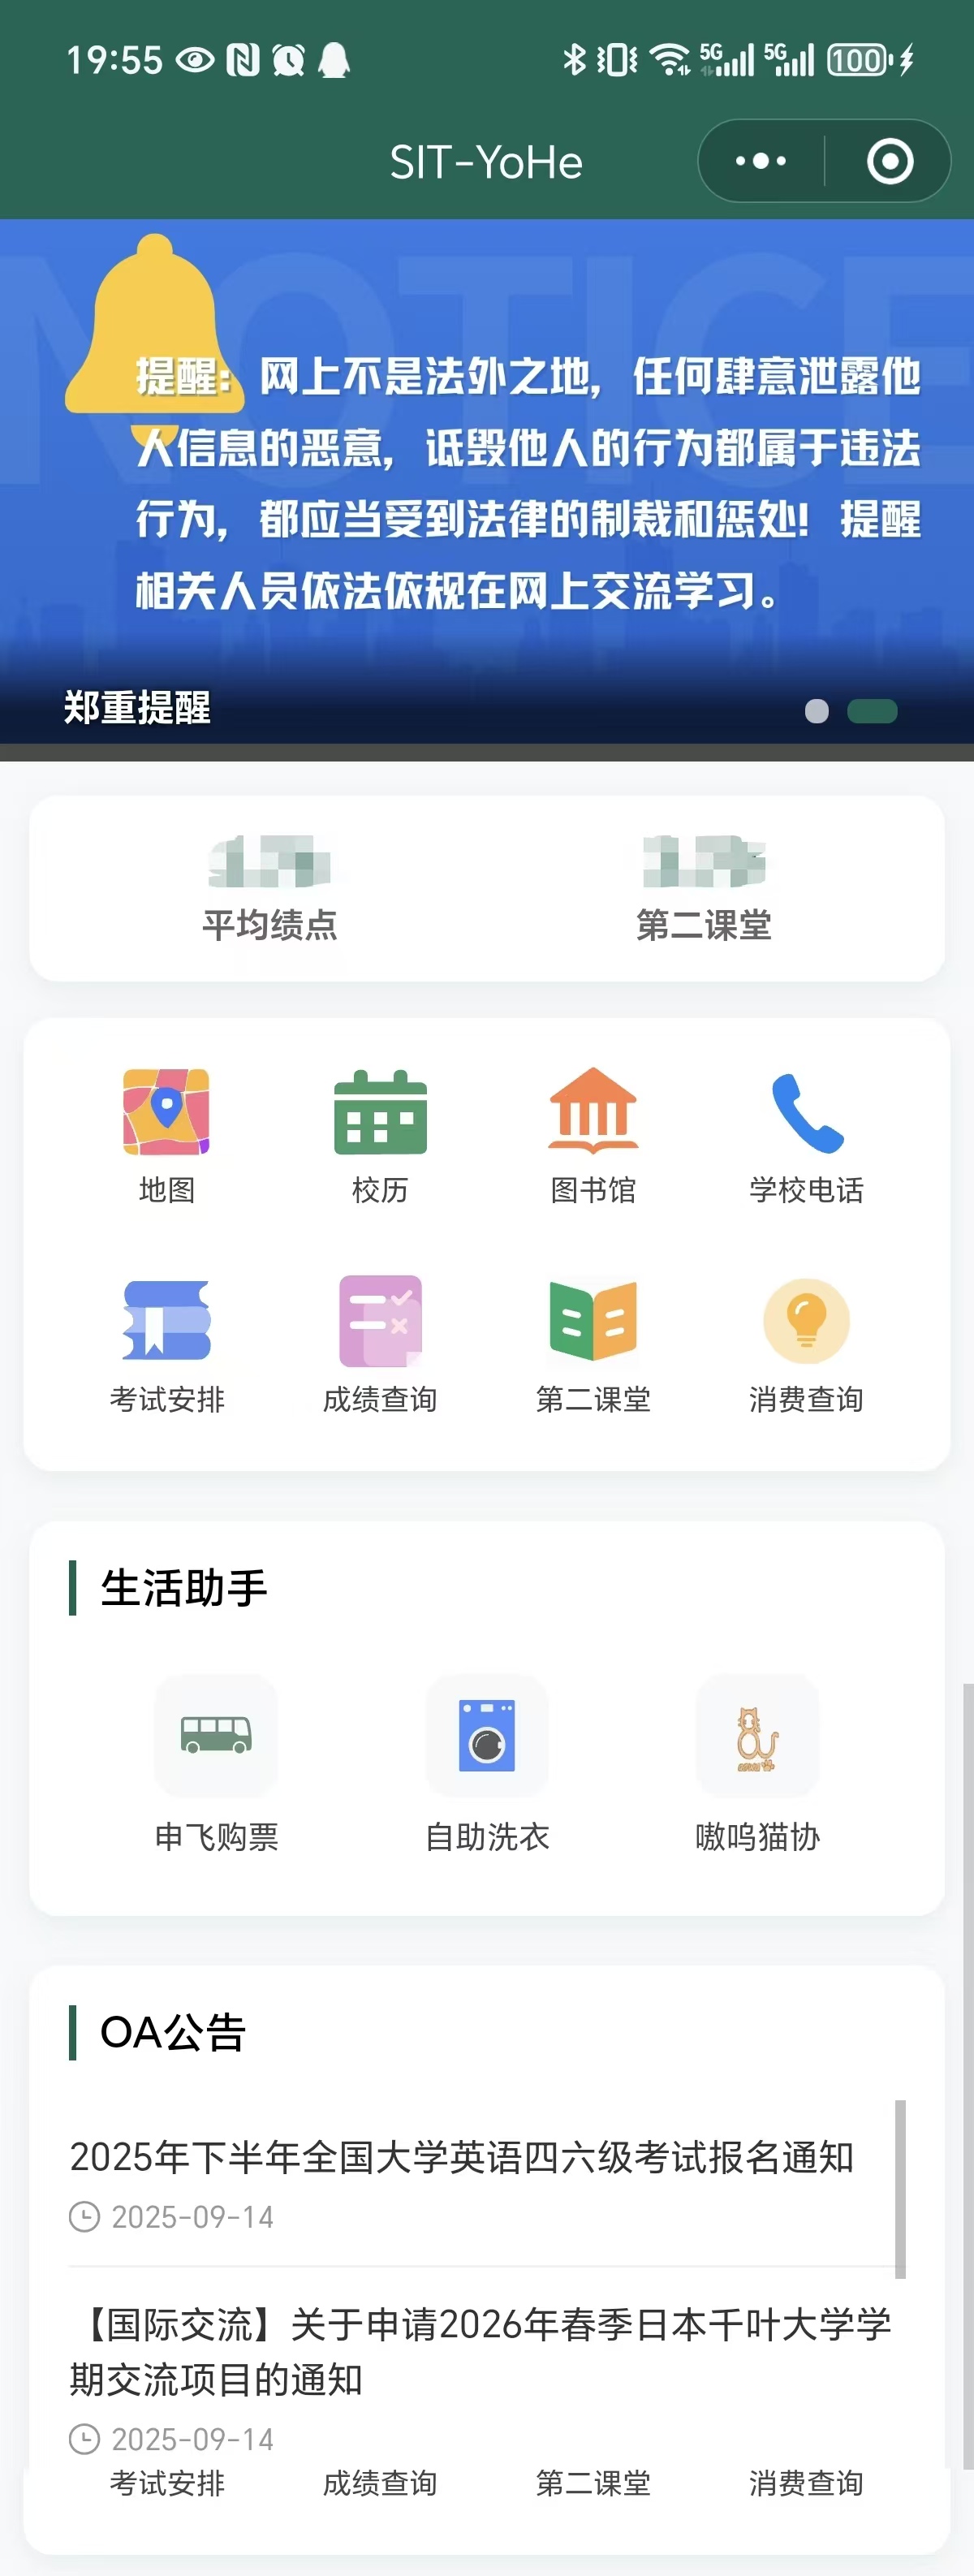 19:55 5G 5G 100
SIT-YoHe
NOTICE
提醒：网上不是法外之地，任何肆意泄露他
人信息的恶意，诋毁他人的行为都属于违法
行为，都应当受到法律的制裁和惩处！提醒
相关人员依法依规在网上交流学习。
郑重提醒
平均绩点 第二课堂
地图 校历 图书馆 学校电话
考试安排 成绩查询 第二课堂 消费查询
生活助手
申飞购票 自助洗衣 嗷呜猫协
OA公告
2025年下半年全国大学英语四六级考试报名通知
2025-09-14
【国际交流】关于申请2026年春季日本千叶大学学
期交流项目的通知
2025-09-14
考试安排 成绩查询 第二课堂 消费查询